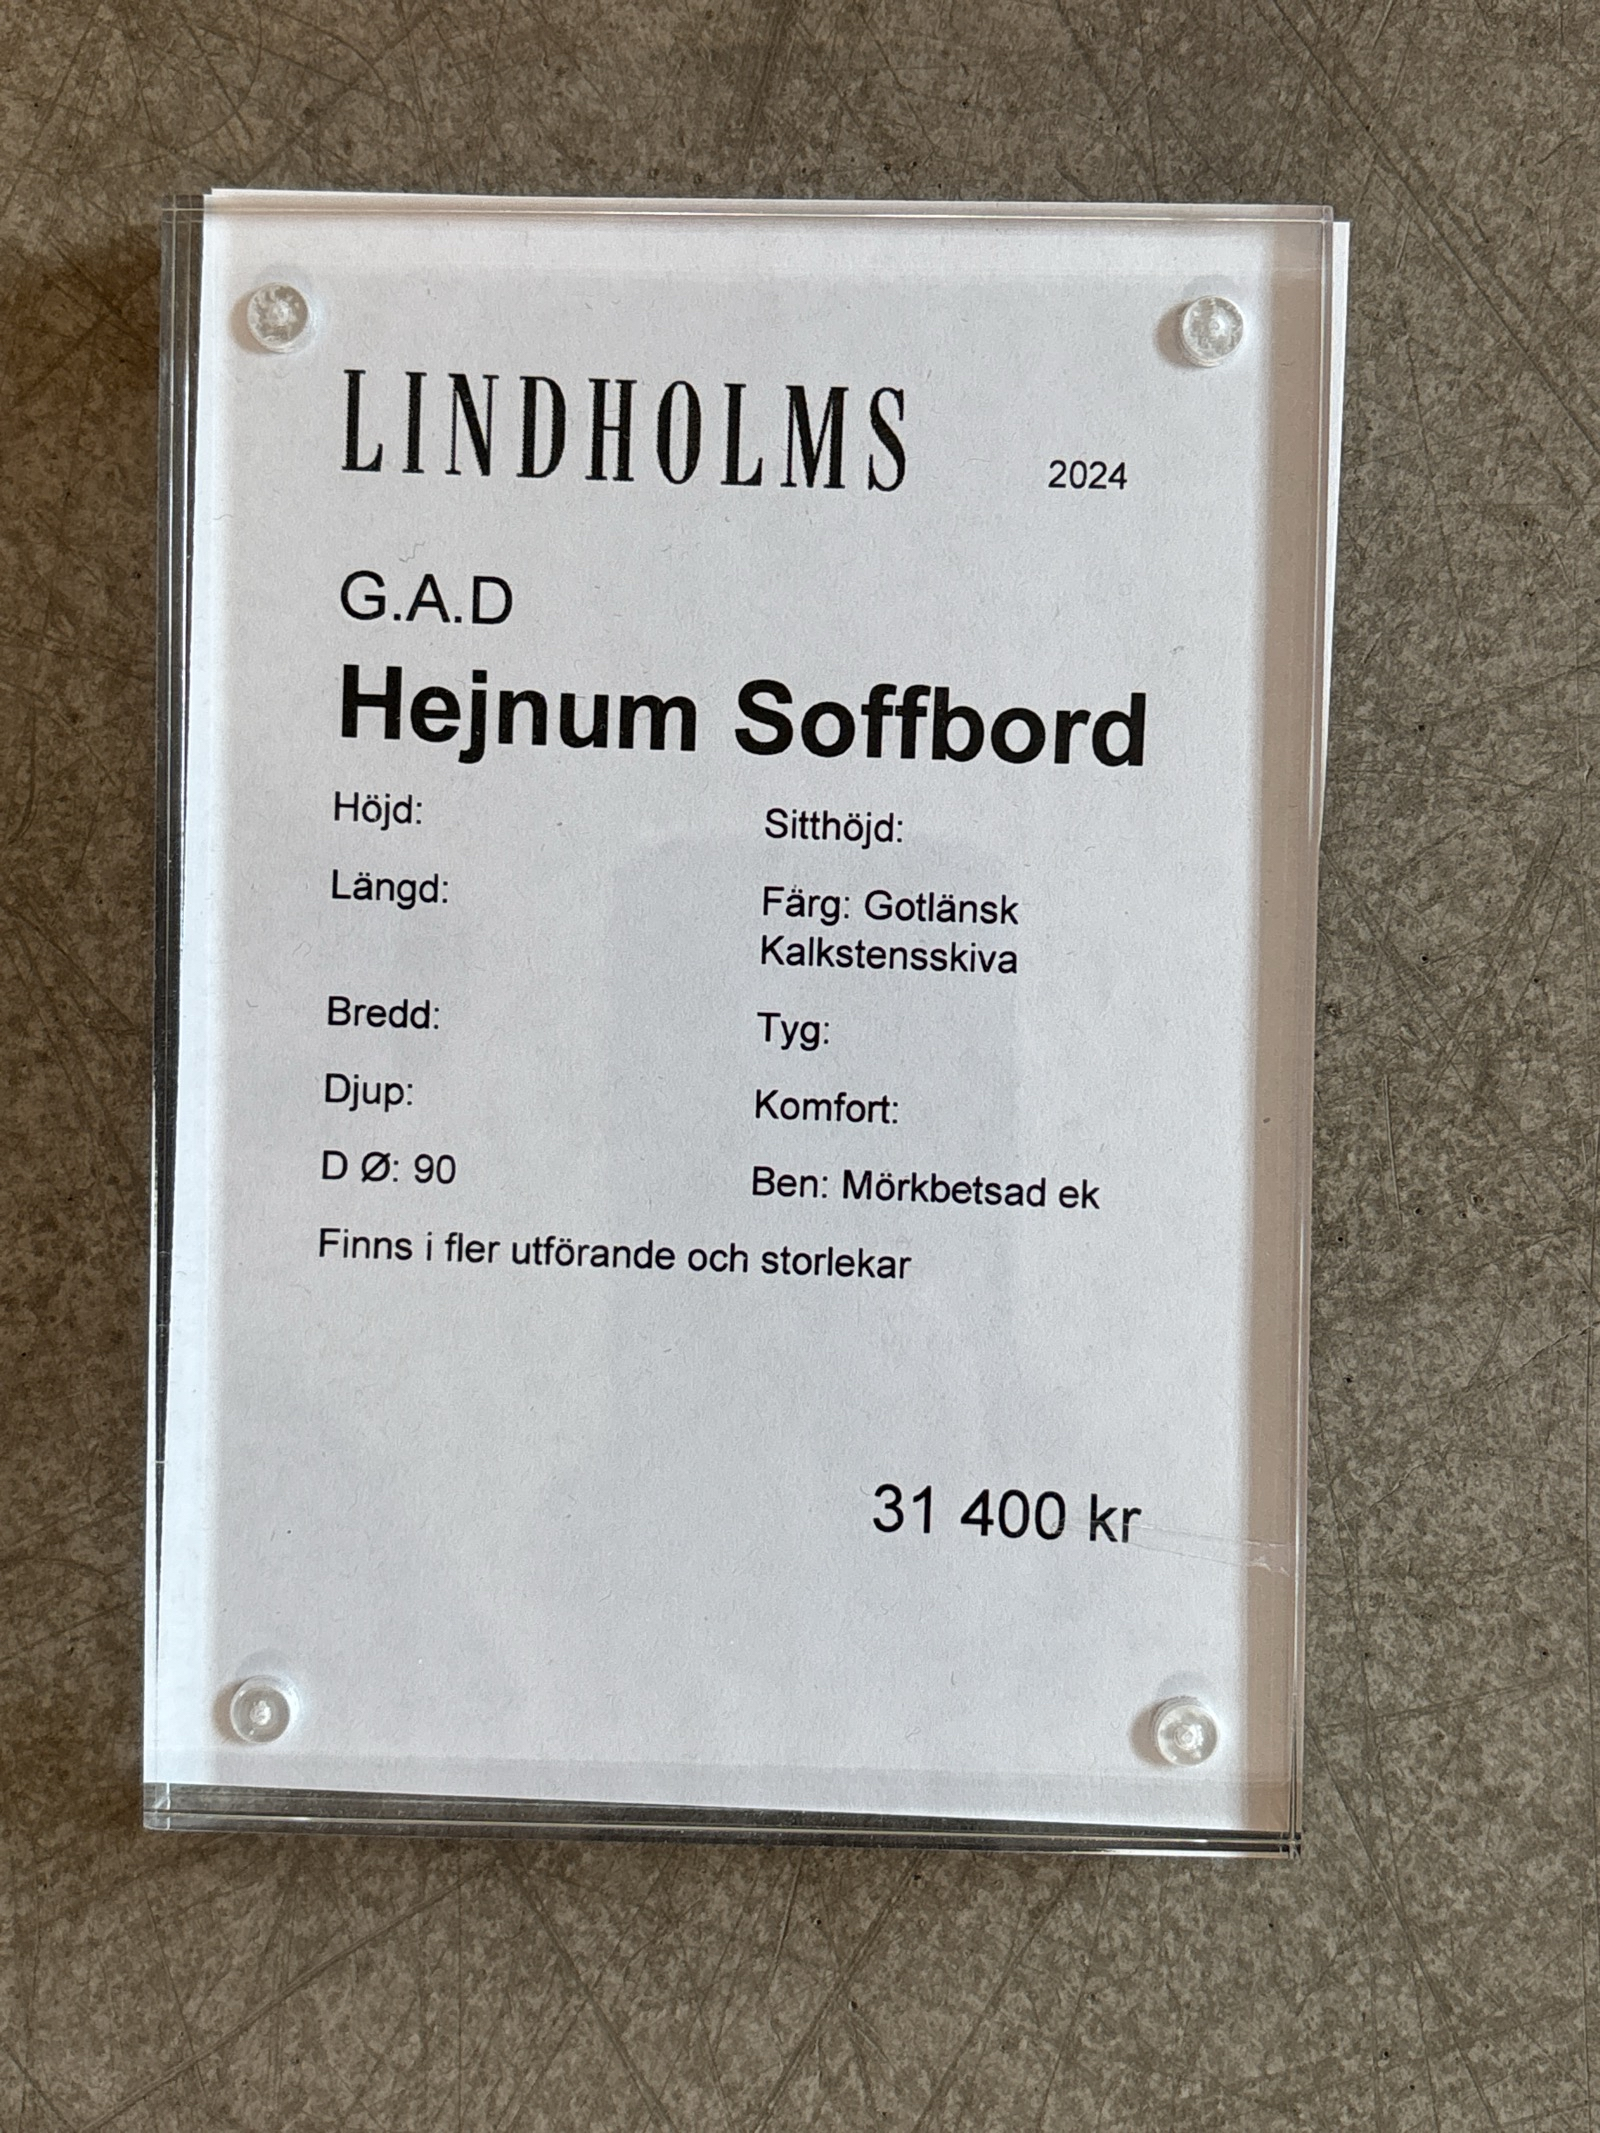 LINDHOLMS 2024
G.A.D
Hejnum Soffbord
Höjd:
Längd:
Bredd:
Djup:
D Ø: 90
Sitthöjd:
Färg: Gotlänsk
Kalkstensskiva
Tyg:
Komfort:
Ben: Mörkbetsad ek
Finns i fler utförande och storlekar
31 400 kr